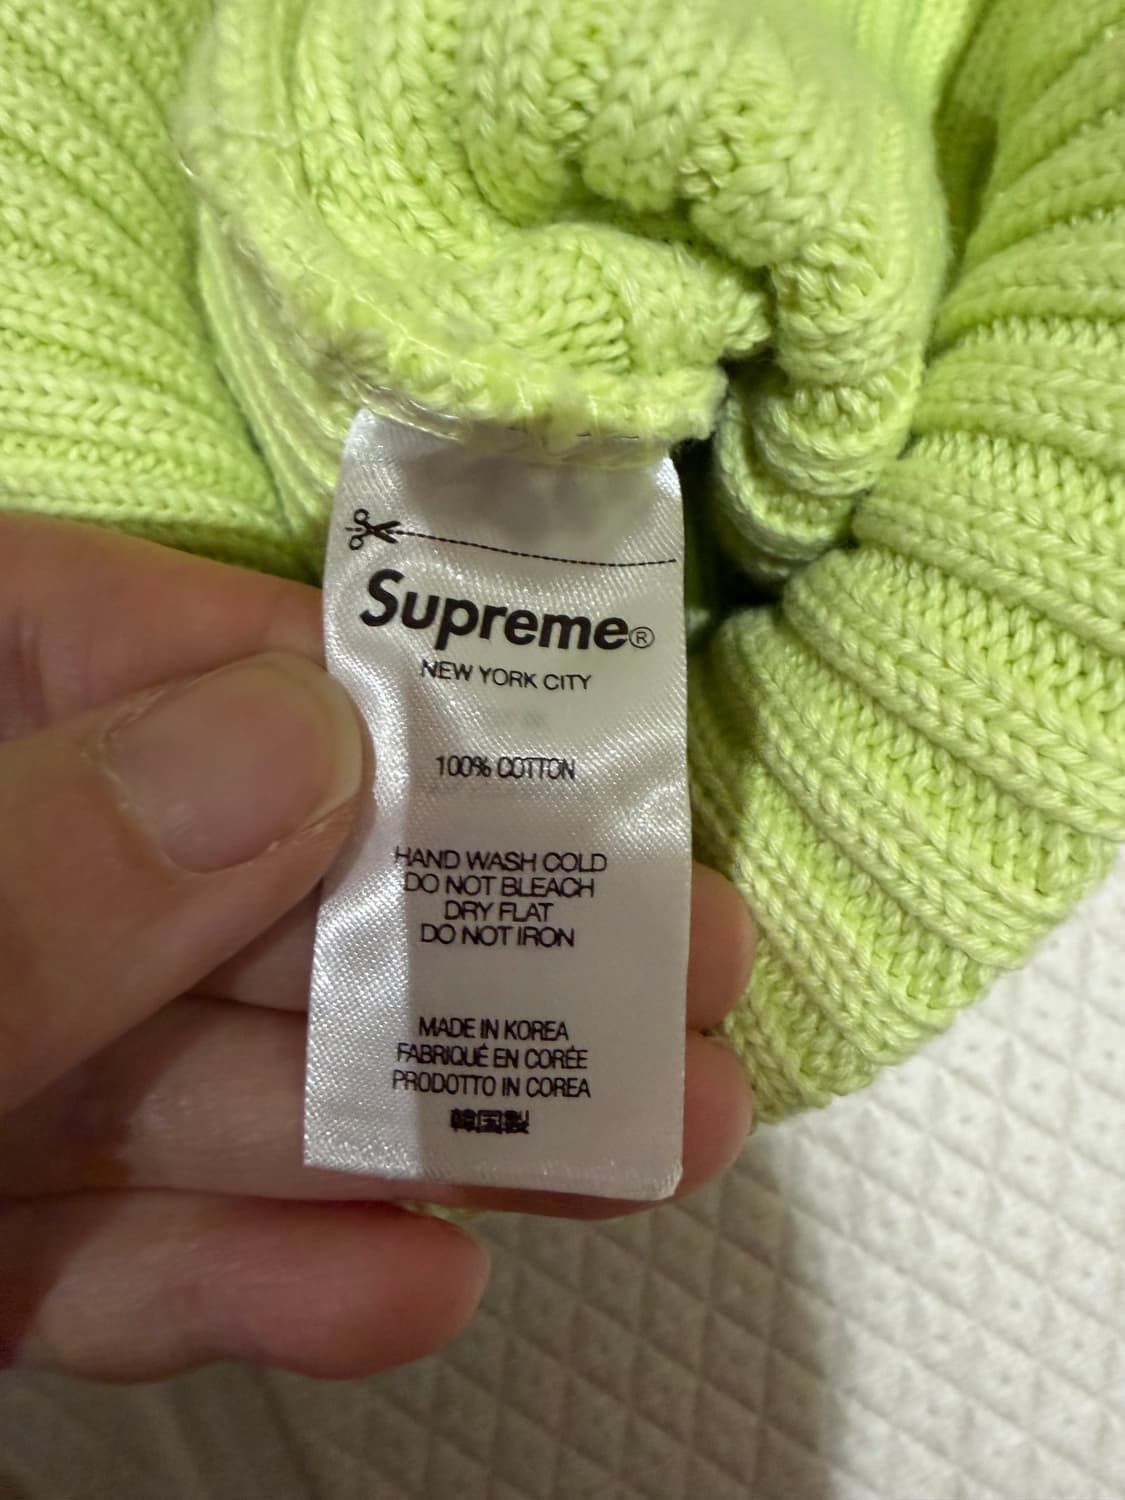 Supreme®
NEW YORK CITY
100% COTTON
HAND WASH COLD
DO NOT BLEACH
DRY FLAT
DO NOT IRON
MADE IN KOREA
FABRIQUÉ EN CORÉE
PRODOTTO IN COREA
韓国製